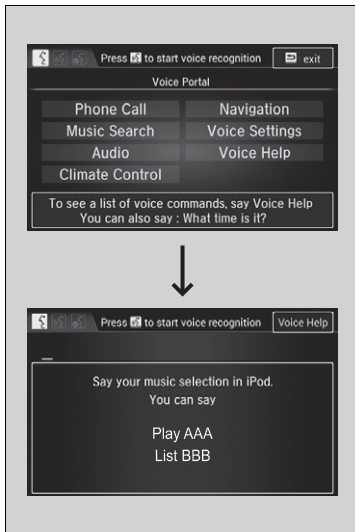 Press to start voice recognition exit
Voice Portal
Phone Call Navigation
Music Search Voice Settings
Audio Voice Help
Climate Control
To see a list of voice commands, say Voice Help
You can also say : What time is it?
Press to start voice recognition Voice Help
Say your music selection in iPod.
You can say
Play AAA
List BBB